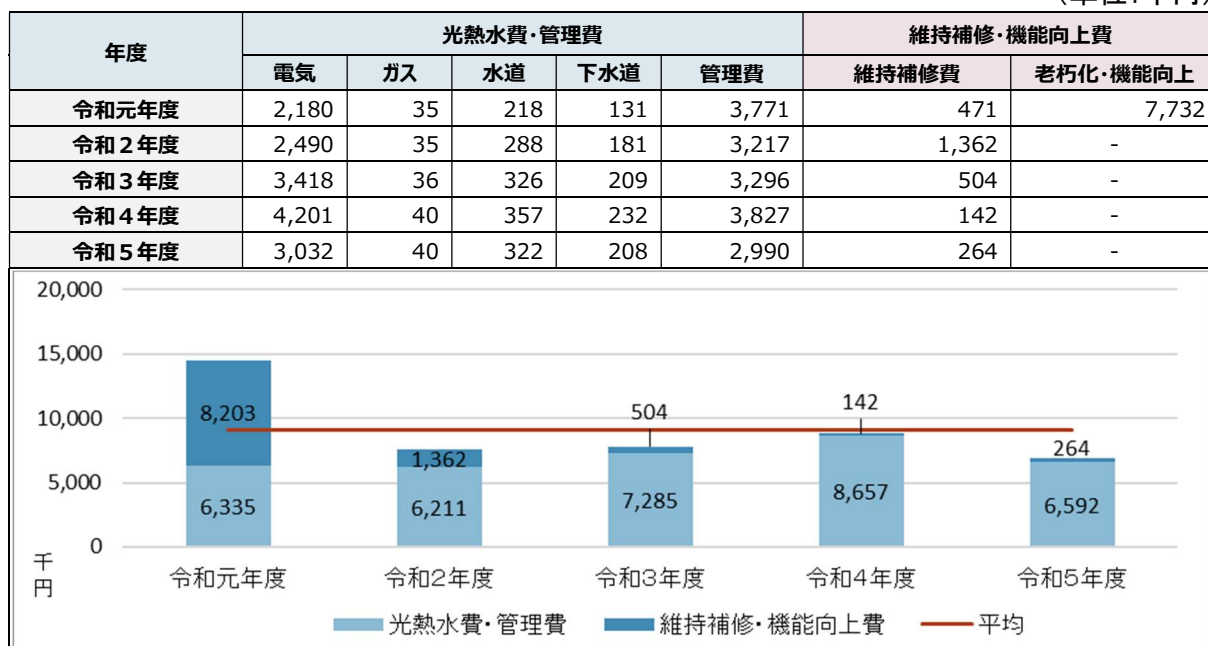 年度 光熱水費・管理費 維持補修・機能向上費
電気 ガス 水道 下水道 管理費 維持補修費 老朽化・機能向上
令和元年度 2,180 35 218 131 3,771 471 7,732
令和２年度 2,490 35 288 181 3,217 1,362 -
令和３年度 3,418 36 326 209 3,296 504 -
令和４年度 4,201 40 357 232 3,827 142 -
令和５年度 3,032 40 322 208 2,990 264 -
20,000
15,000
10,000
5,000
0
千円
8,203 1,362 504 142 264
6,335 6,211 7,285 8,657 6,592
令和元年度 令和2年度 令和3年度 令和4年度 令和5年度
光熱水費・管理費 維持補修・機能向上費 平均